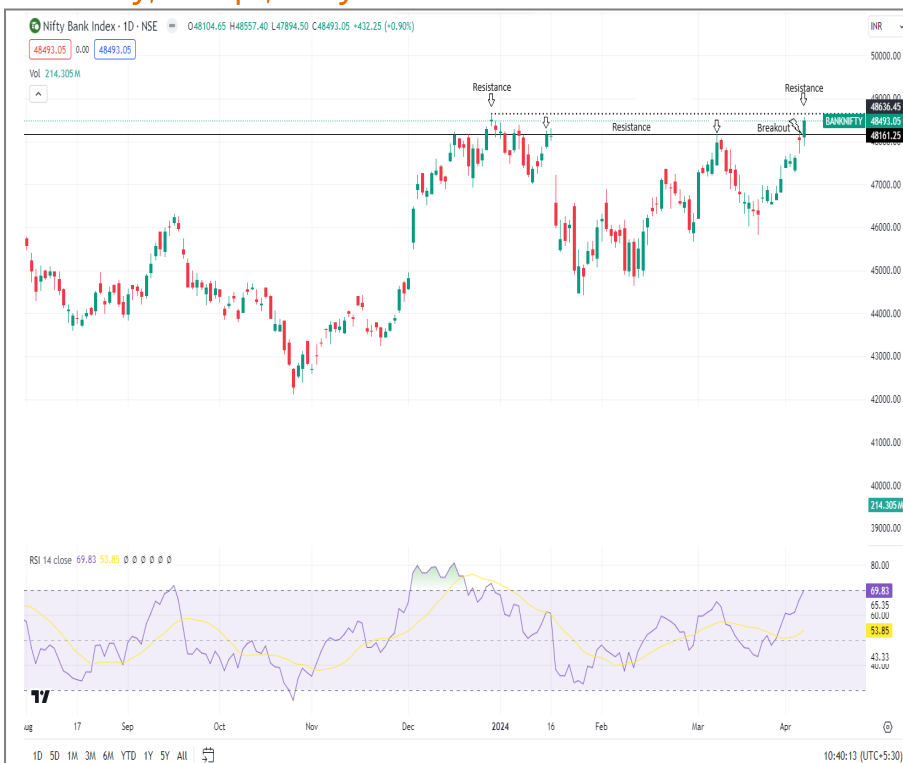 Nifty Bank Index · 1D · NSE O48104.65 H48557.40 L47894.50 C48493.05 +432.25 (+0.90%) INR
48493.05 0.00 48493.05
Vol 214.305M
50000.00
49000.00
Resistance
Resistance
48636.45
BANKNIFTY 48493.05
Resistance
Breakout
48161.25
48000.00
47000.00
46000.00
45000.00
44000.00
43000.00
42000.00
41000.00
40000.00
214.305M
39000.00
RSI 14 close 69.83 53.85 Ø Ø Ø Ø Ø Ø
80.00
69.83
65.35
60.00
53.85
43.33
40.00
Aug 17 Sep Oct Nov Dec 2024 16 Feb Mar Apr
1D 5D 1M 3M 6M YTD 1Y 5Y All 10:40:13 (UTC+5:30)